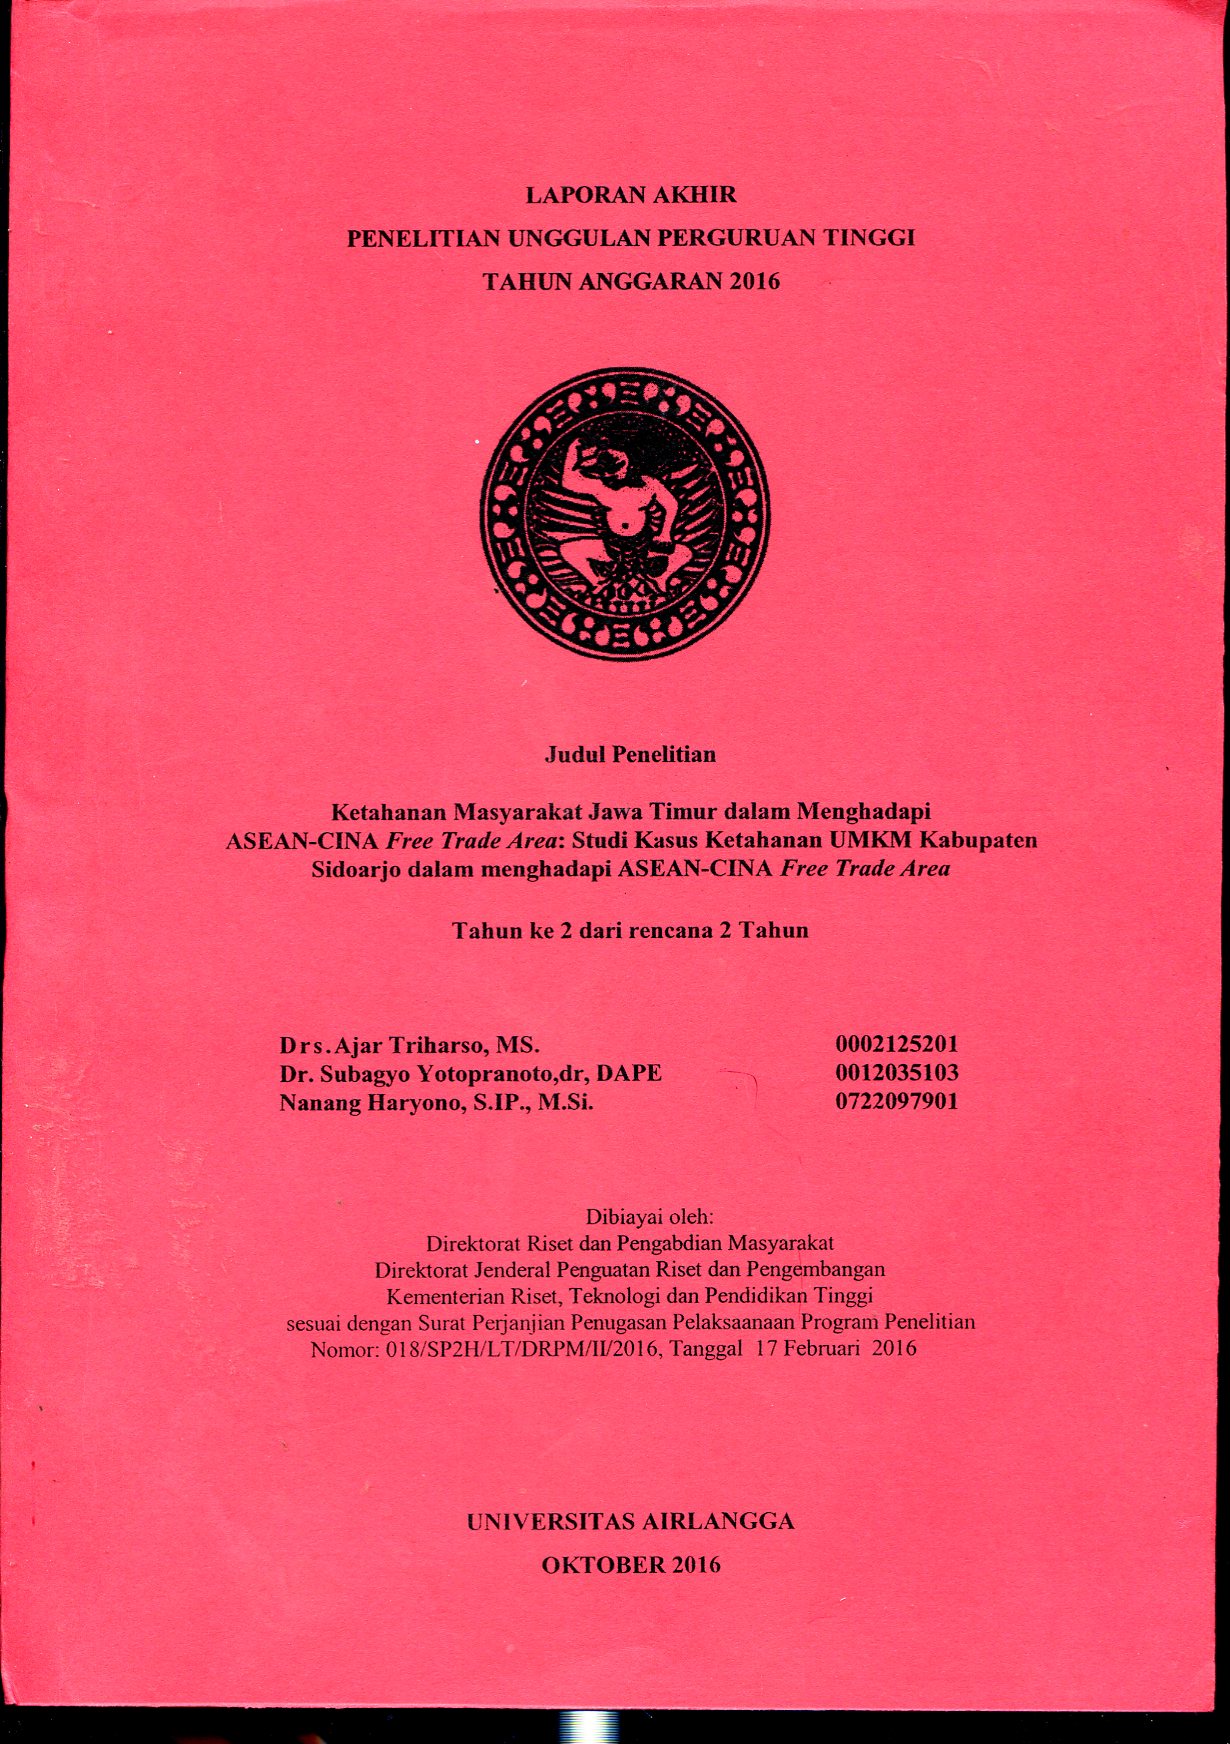 LAPORAN AKHIR
PENELITIAN UNGGULAN PERGURUAN TINGGI
TAHUN ANGGARAN 2016
Judul Penelitian
Ketahanan Masyarakat Jawa Timur dalam Menghadapi
ASEAN-CINA Free Trade Area: Studi Kasus Ketahanan UMKM Kabupaten
Sidoarjo dalam menghadapi ASEAN-CINA Free Trade Area
Tahun ke 2 dari rencana 2 Tahun
Drs.Ajar Triharso, MS. 0002125201
Dr. Subagyo Yotopranoto,dr, DAPE 0012035103
Nanang Haryono, S.IP., M.Si. 0722097901
Dibiayai oleh:
Direktorat Riset dan Pengabdian Masyarakat
Direktorat Jenderal Penguatan Riset dan Pengembangan
Kementerian Riset, Teknologi dan Pendidikan Tinggi
sesuai dengan Surat Perjanjian Penugasan Pelaksanaan Program Penelitian
Nomor: 018/SP2H/LT/DRPM/II/2016, Tanggal 17 Februari 2016
UNIVERSITAS AIRLANGGA
OKTOBER 2016